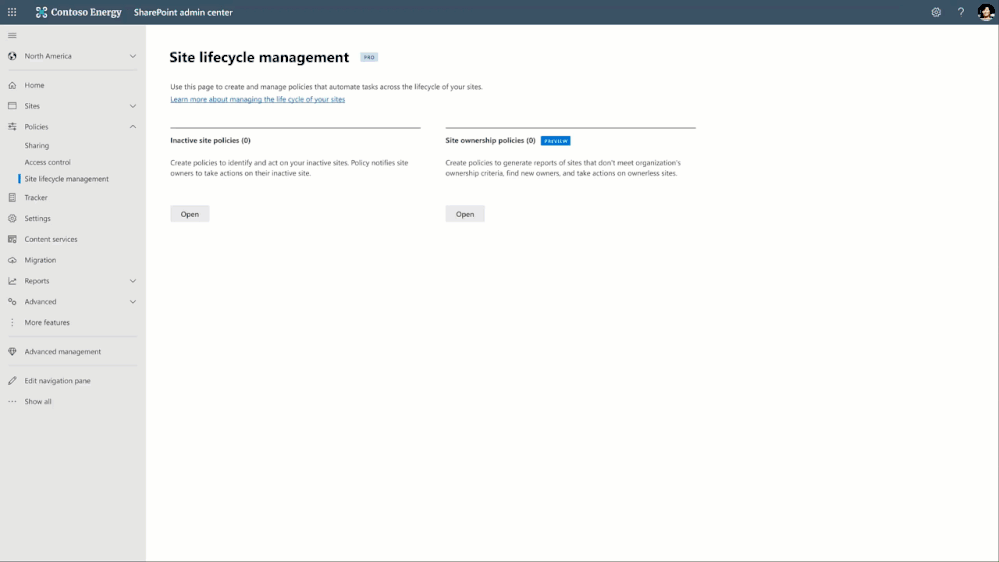 Contoso Energy SharePoint admin center ?
North America
Home
Sites
Policies
Sharing
Access control
Site lifecycle management
Tracker
Settings
Content services
Migration
Reports
Advanced
More features
Advanced management
Edit navigation pane
Show all
Site lifecycle management PRO
Use this page to create and manage policies that automate tasks across the lifecycle of your sites.
Learn more about managing the life cycle of your sites
Inactive site policies (0)
Create policies to identify and act on your inactive sites. Policy notifies site
owners to take actions on their inactive site.
Open
Site ownership policies (0) PREVIEW
Create policies to generate reports of sites that don't meet organization's
ownership criteria, find new owners, and take actions on ownerless sites.
Open